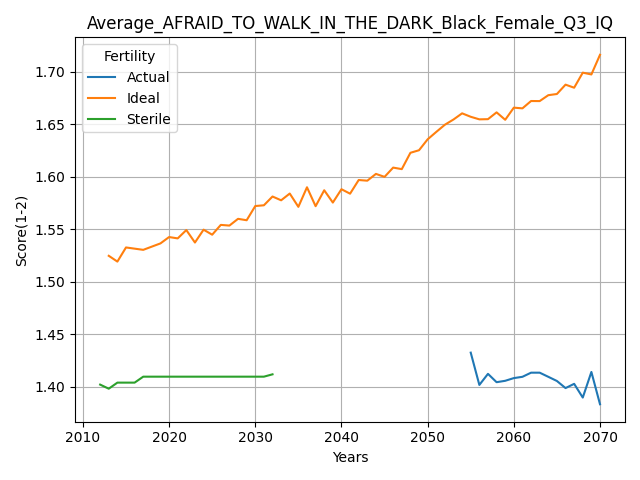 Average_AFRAID_TO_WALK_IN_THE_DARK_Black_Female_Q3_IQ
Fertility
Actual
Ideal
Sterile
Score(1-2)
1.70
1.65
1.60
1.55
1.50
1.45
1.40
2010 2020 2030 2040 2050 2060 2070
Years